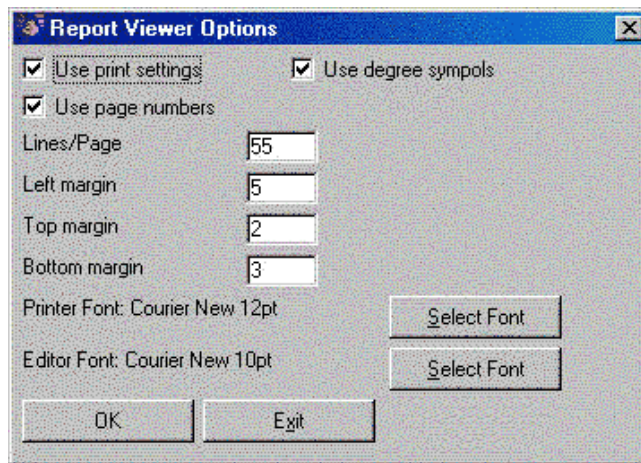 Report Viewer Options
Use print settings Use degree sympols
Use page numbers
Lines/Page 55
Left margin 5
Top margin 2
Bottom margin 3
Printer Font: Courier New 12pt Select Font
Editor Font: Courier New 10pt Select Font
OK Exit